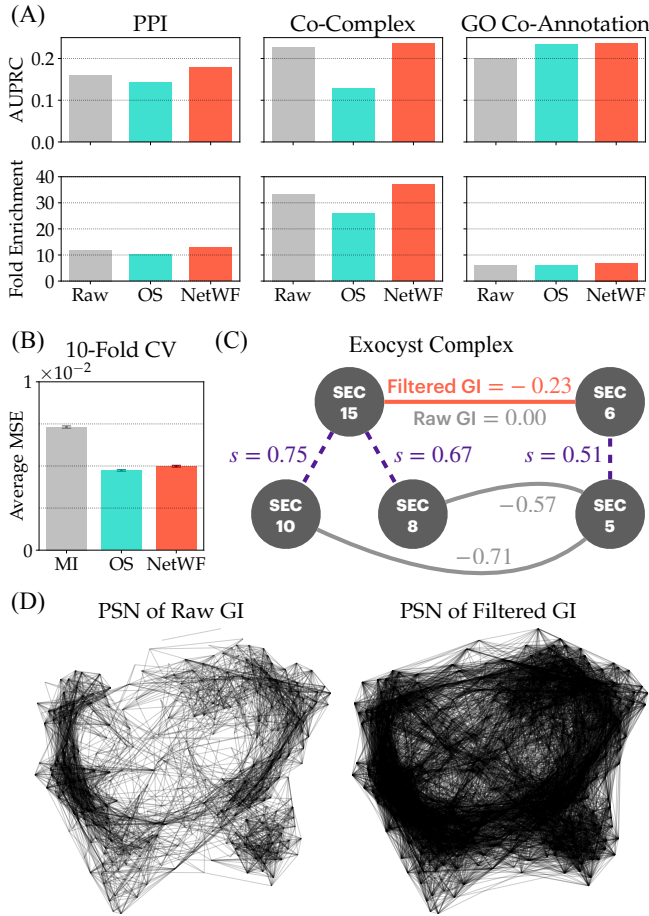 (A)
PPI
Co-Complex
GO Co-Annotation
AUPRC
0.2
0.1
0.0
Fold Enrichment
40
30
20
10
0
Raw OS NetWF
Raw OS NetWF
Raw OS NetWF
(B)
10-Fold CV
×10⁻²
Average MSE
1
0
MI OS NetWF
(C)
Exocyst Complex
SEC
15
Filtered GI = − 0.23
Raw GI = 0.00
SEC
6
s = 0.75
s = 0.67
s = 0.51
SEC
10
SEC
8
SEC
5
−0.57
−0.71
(D)
PSN of Raw GI
PSN of Filtered GI